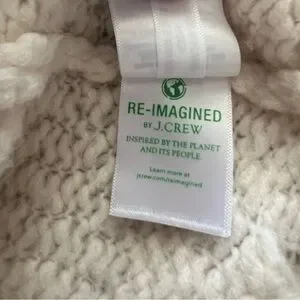 RE-IMAGINED
BY J.CREW
INSPIRED BY THE PLANET
AND ITS PEOPLE
Learn more at
jcrew.com/reimagined